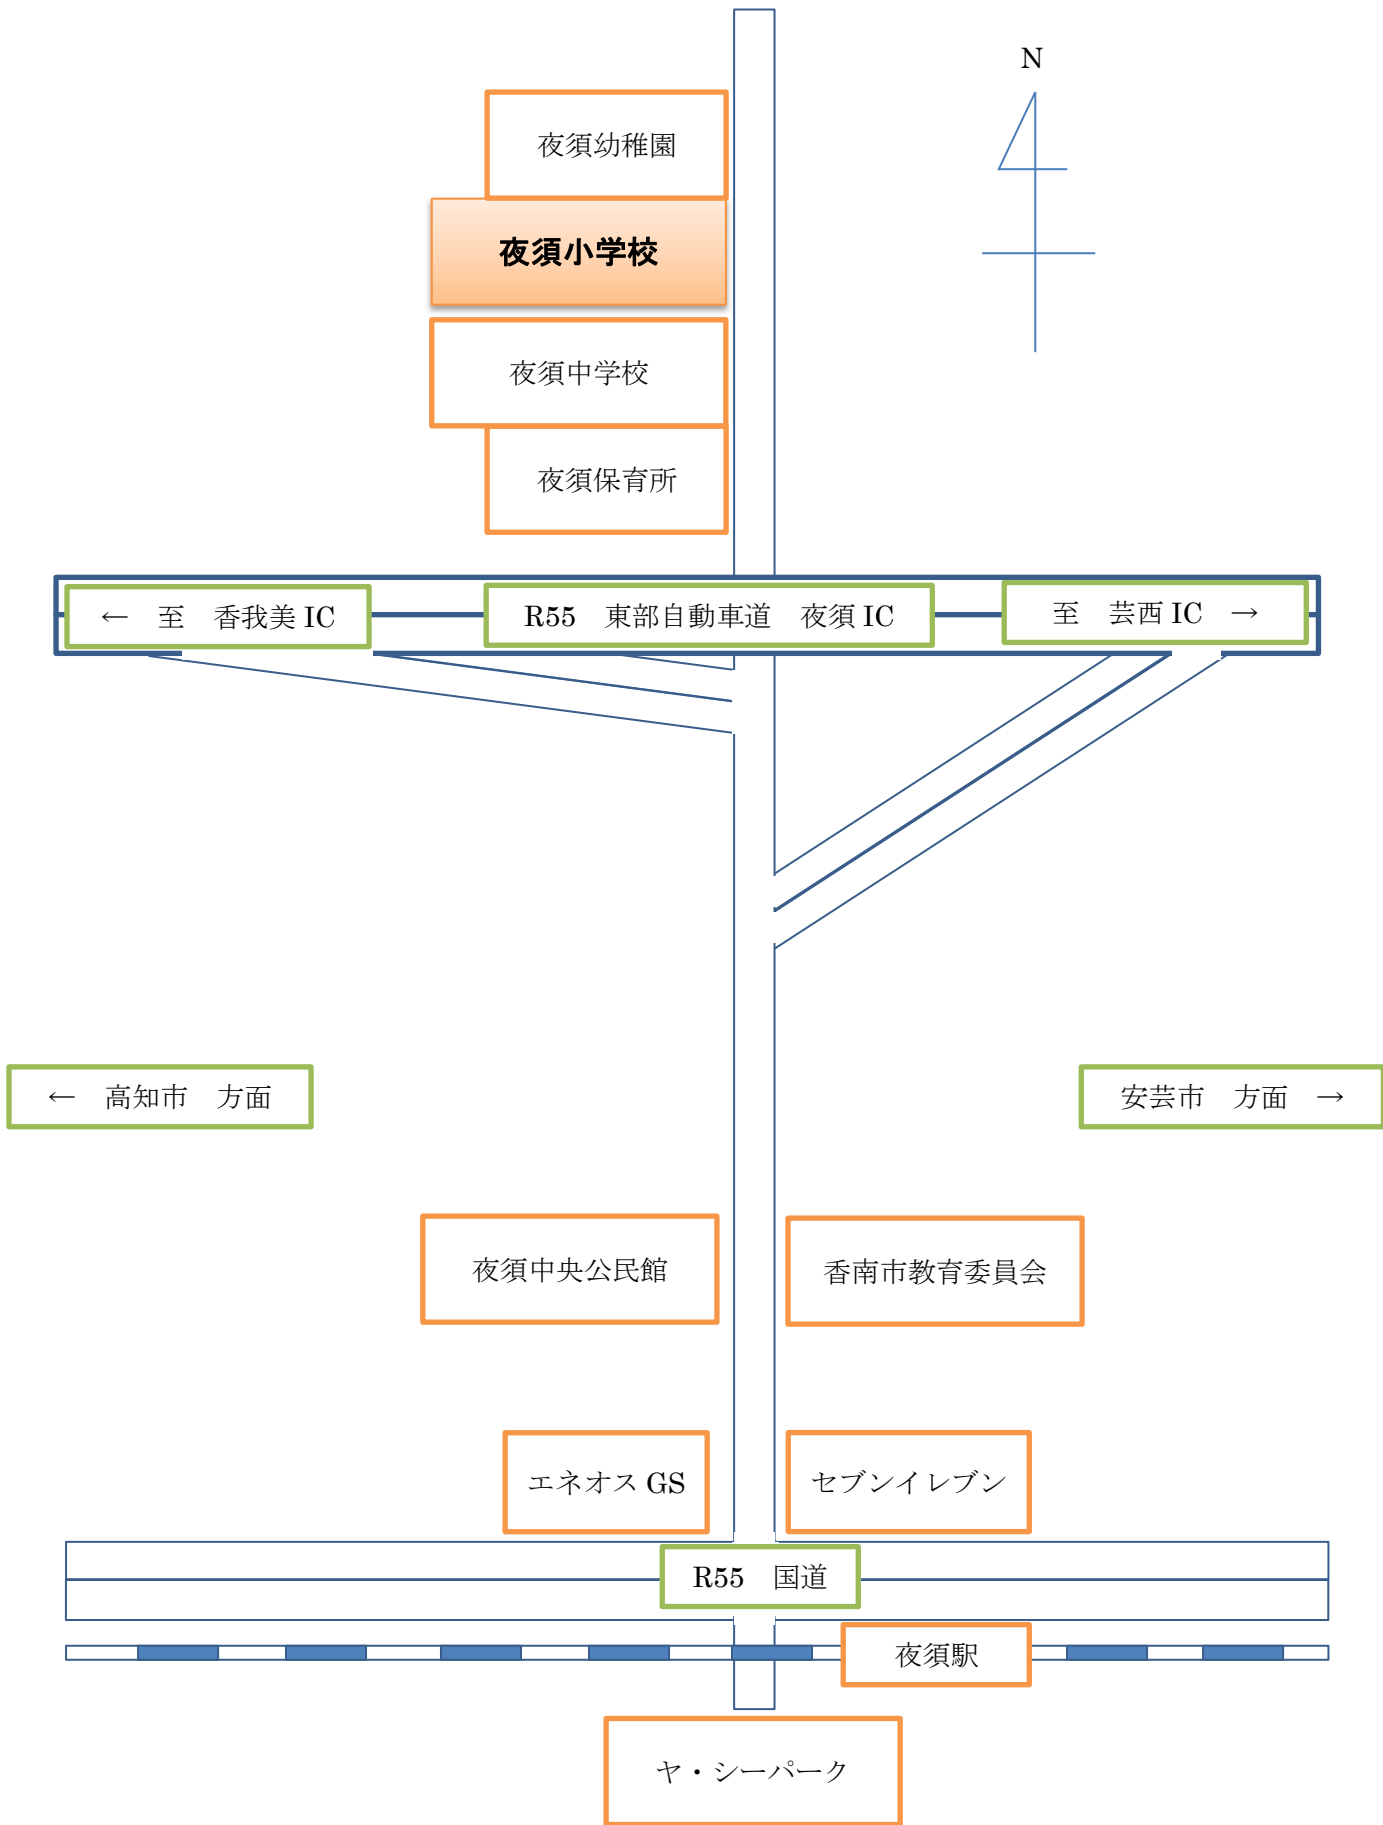 N
夜須幼稚園
夜須小学校
夜須中学校
夜須保育所
← 至 香我美 IC
R55 東部自動車道 夜須 IC
至 芸西 IC →
← 高知市 方面
安芸市 方面 →
夜須中央公民館
香南市教育委員会
エネオス GS
セブンイレブン
R55 国道
夜須駅
ヤ・シーパーク